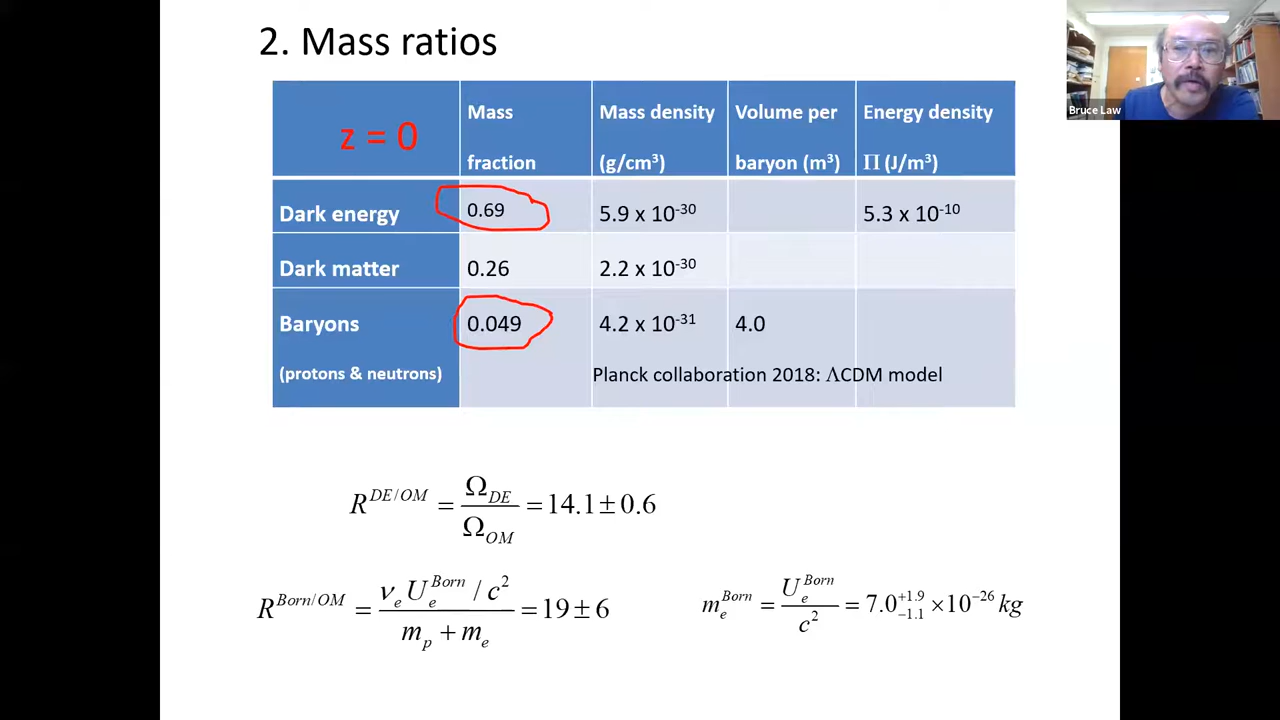 2. Mass ratios
Bruce Law
z = 0
Mass fraction
Mass density (g/cm³)
Volume per baryon (m³)
Energy density Π (J/m³)
Dark energy 0.69 5.9 x 10⁻³⁰ 5.3 x 10⁻¹⁰
Dark matter 0.26 2.2 x 10⁻³⁰
Baryons 0.049 4.2 x 10⁻³¹ 4.0
(protons & neutrons) Planck collaboration 2018: ΛCDM model
R^{DE/OM} = Ω_{DE} / Ω_{OM} = 14.1 ± 0.6
R^{Born/OM} = (ν_e U_e^{Born} / c²) / (m_p + m_e) = 19 ± 6
m_e^{Born} = U_e^{Born} / c² = 7.0^{+1.9}_{-1.1} × 10⁻²⁶ kg